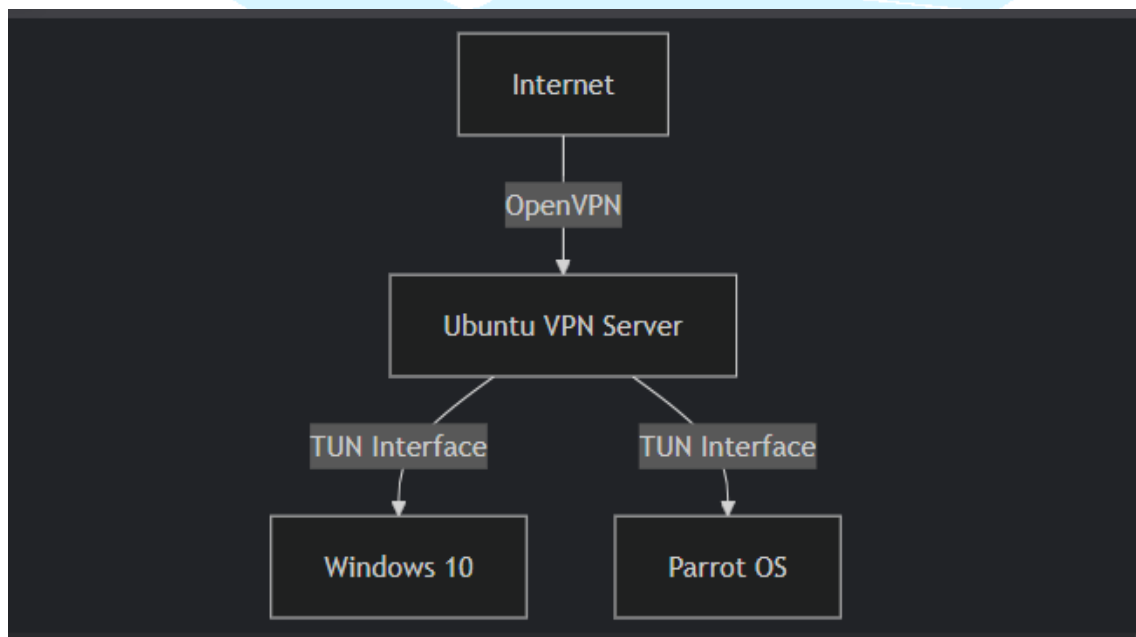 Internet
OpenVPN
Ubuntu VPN Server
TUN Interface
TUN Interface
Windows 10
Parrot OS